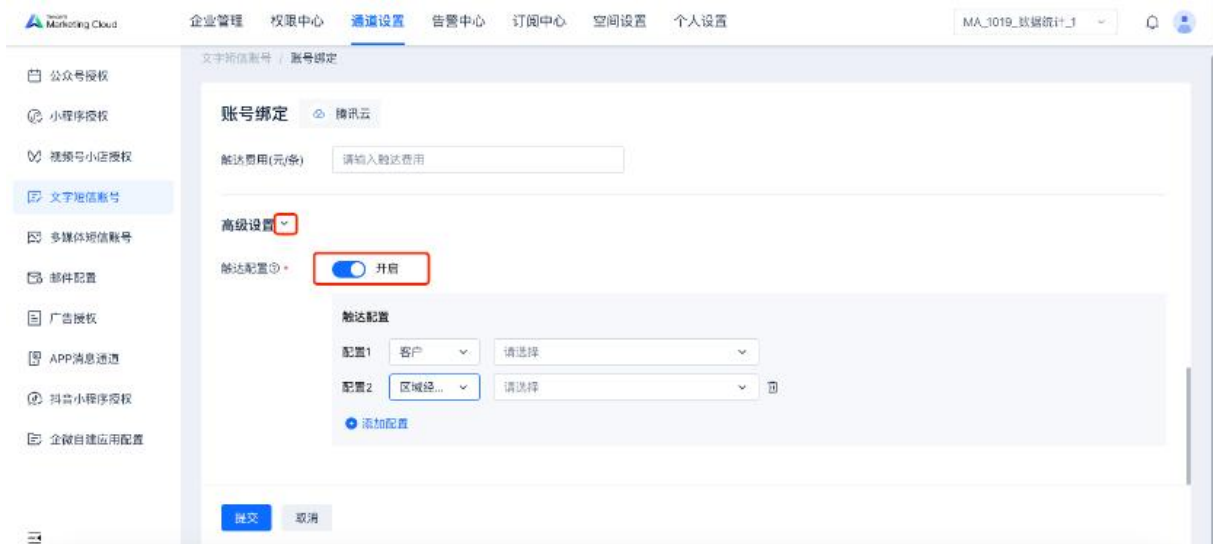 Tencent
Marketing Cloud
企业管理 权限中心 通道设置 告警中心 订阅中心 空间设置 个人设置 MA_1019_数据统计_1
文字短信账号 / 账号绑定
公众号授权
小程序授权
视频号小店授权
文字短信账号
多媒体短信账号
邮件配置
广告授权
APP消息通道
抖音小程序授权
企微自建应用配置
账号绑定 腾讯云
触达费用(元/条) 请输入触达费用
高级设置
触达配置 * 开启
触达配置
配置1 客户 请选择
配置2 区域经... 请选择
添加配置
提交 取消